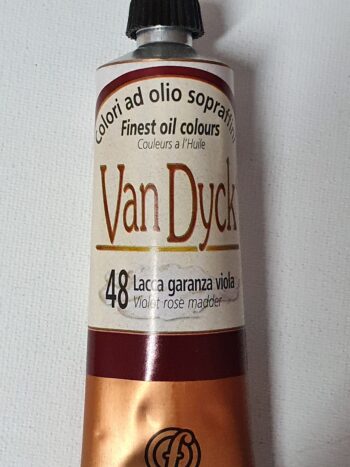 Colori ad olio sopraffini
Finest oil colours
Couleurs a l'Huile
Van Dyck
48 Lacca garanza viola
Violet rose madder